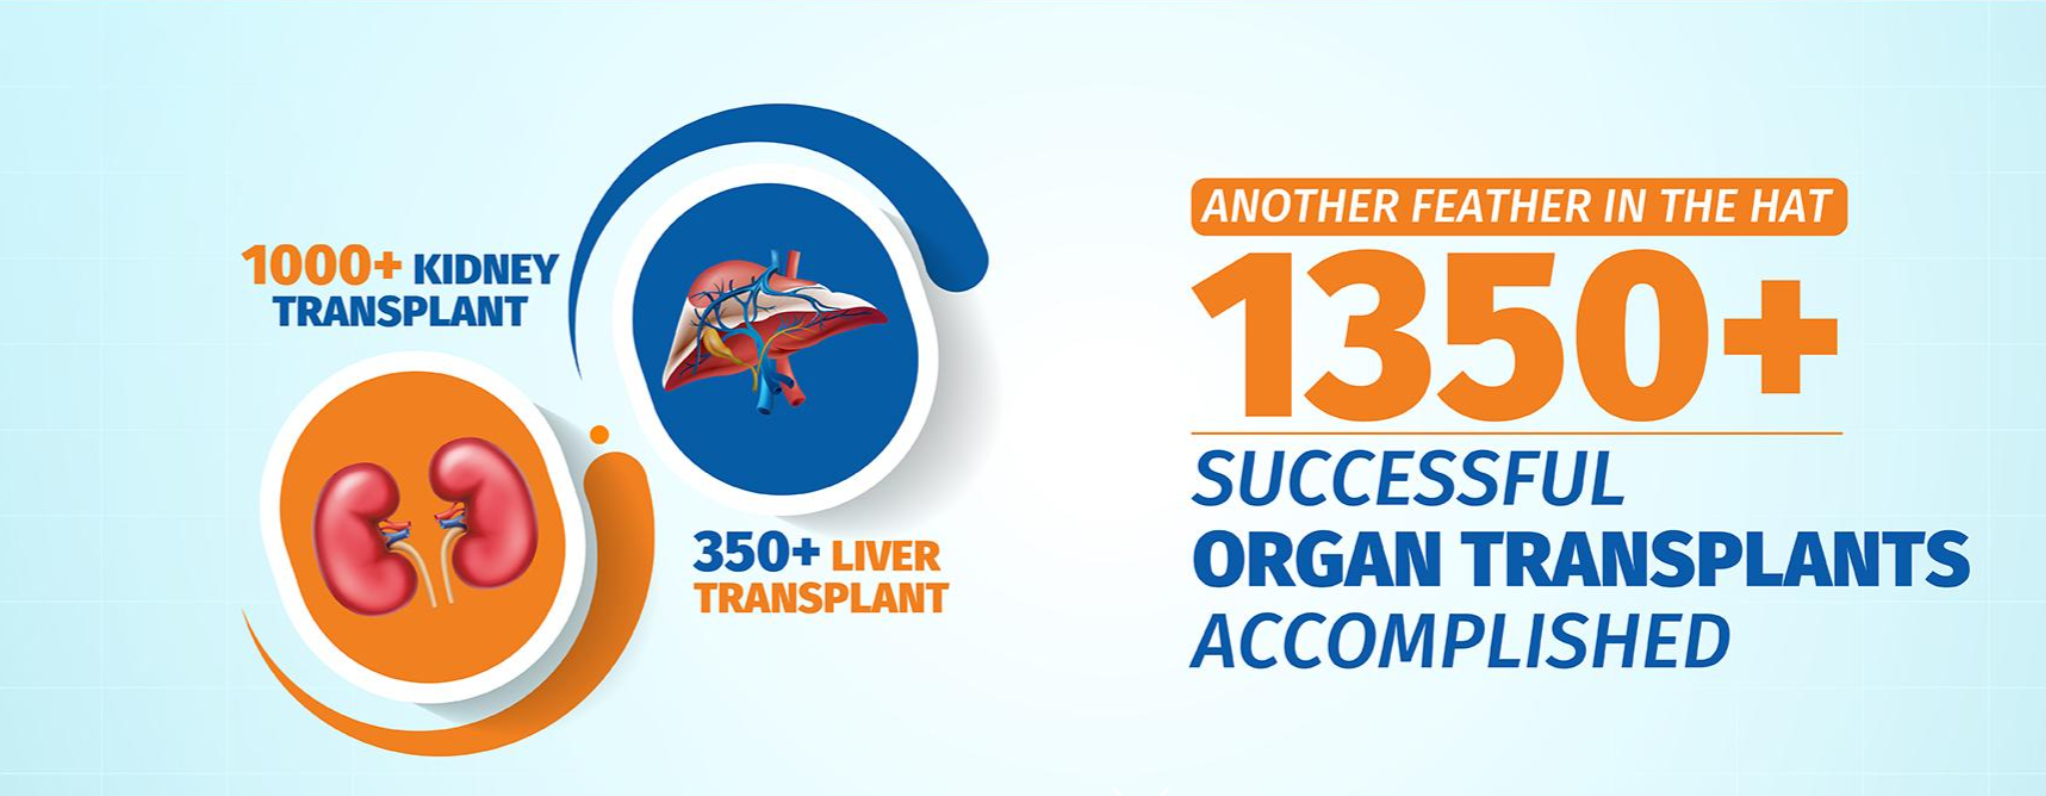 1000+ KIDNEY
TRANSPLANT
350+ LIVER
TRANSPLANT
ANOTHER FEATHER IN THE HAT
1350+
SUCCESSFUL
ORGAN TRANSPLANTS
ACCOMPLISHED